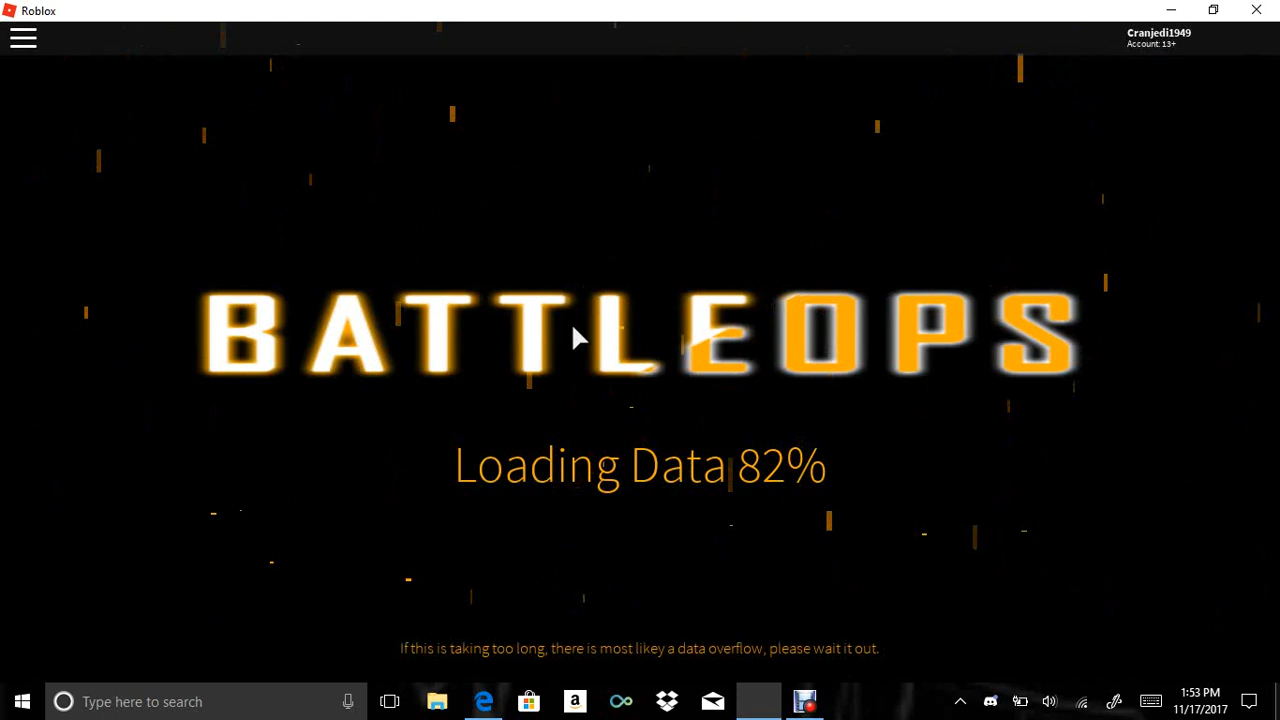 Roblox
Cranjedi1949
Account: 13+
BATTLEOPS
Loading Data 82%
If this is taking too long, there is most likey a data overflow, please wait it out.
Type here to search
a
1:53 PM
11/17/2017